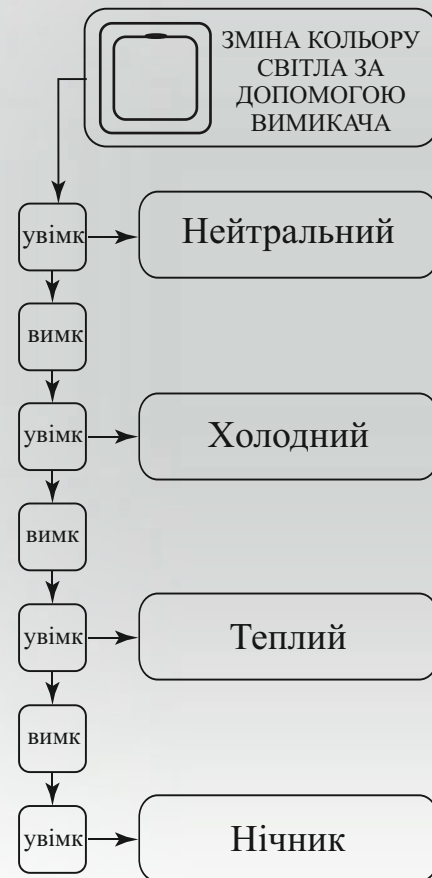 ЗМІНА КОЛЬОРУ
СВІТЛА ЗА
ДОПОМОГОЮ
ВИМИКАЧА
увімк
Нейтральний
вимк
увімк
Холодний
вимк
увімк
Теплий
вимк
увімк
Нічник